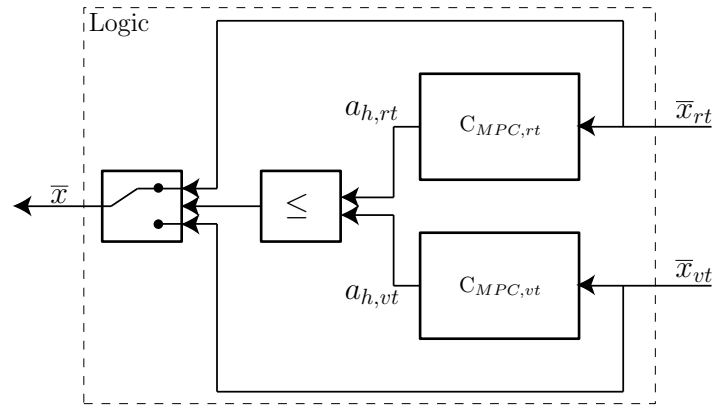 Logic
a_{h,rt}
C_{MPC,rt}
x̅_{rt}
x̅
≤
a_{h,vt}
C_{MPC,vt}
x̅_{vt}